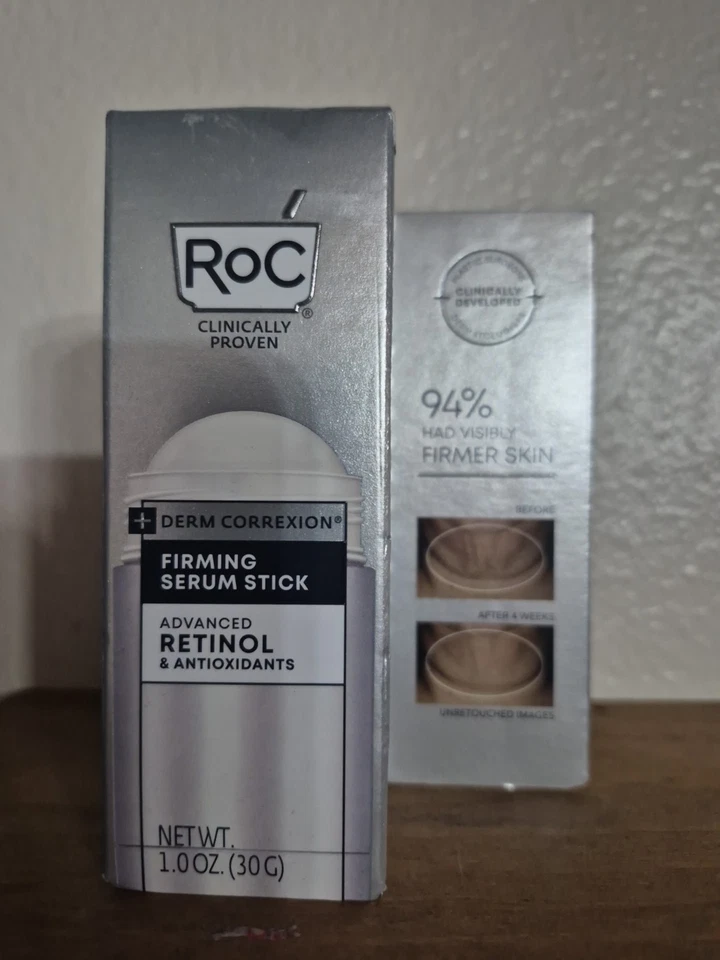 RoC
®
CLINICALLY
PROVEN
+ DERM CORREXION®
FIRMING
SERUM STICK
ADVANCED
RETINOL
& ANTIOXIDANTS
NET WT.
1.0 OZ. (30 G)
CLINICALLY
DEVELOPED
94%
HAD VISIBLY
FIRMER SKIN
BEFORE
AFTER 4 WEEKS
UNRETOUCHED IMAGES